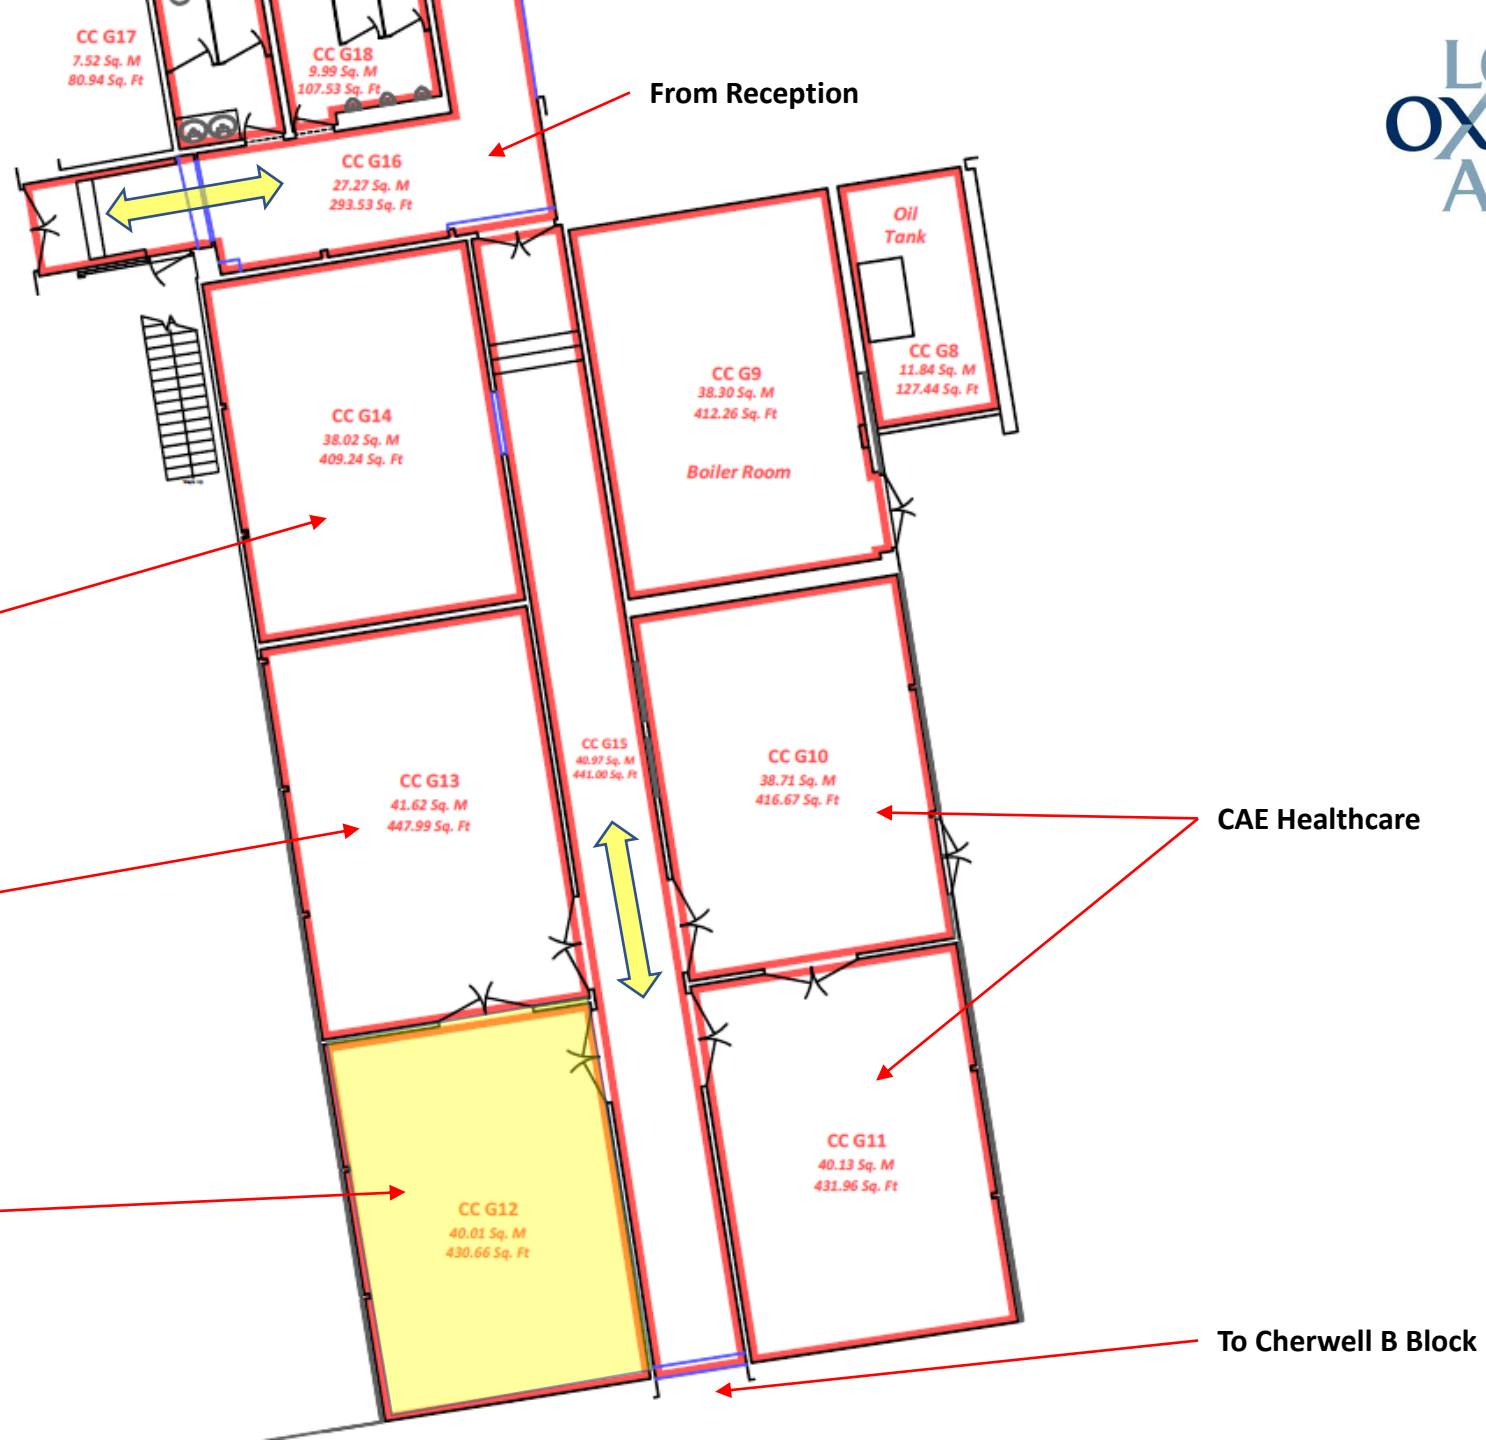 CC G17
7.52 Sq. M
80.94 Sq. Ft
CC G18
9.99 Sq. M
107.53 Sq. Ft
From Reception
LO
OX
A
CC G16
27.27 Sq. M
293.53 Sq. Ft
Oil
Tank
CC G8
11.84 Sq. M
127.44 Sq. Ft
CC G9
38.30 Sq. M
412.26 Sq. Ft
Boiler Room
CC G14
38.02 Sq. M
409.24 Sq. Ft
CC G15
40.97 Sq. M
441.00 Sq. Ft
CC G13
41.62 Sq. M
447.99 Sq. Ft
CC G10
38.71 Sq. M
416.67 Sq. Ft
CAE Healthcare
CC G11
40.13 Sq. M
431.96 Sq. Ft
CC G12
40.01 Sq. M
430.66 Sq. Ft
To Cherwell B Block